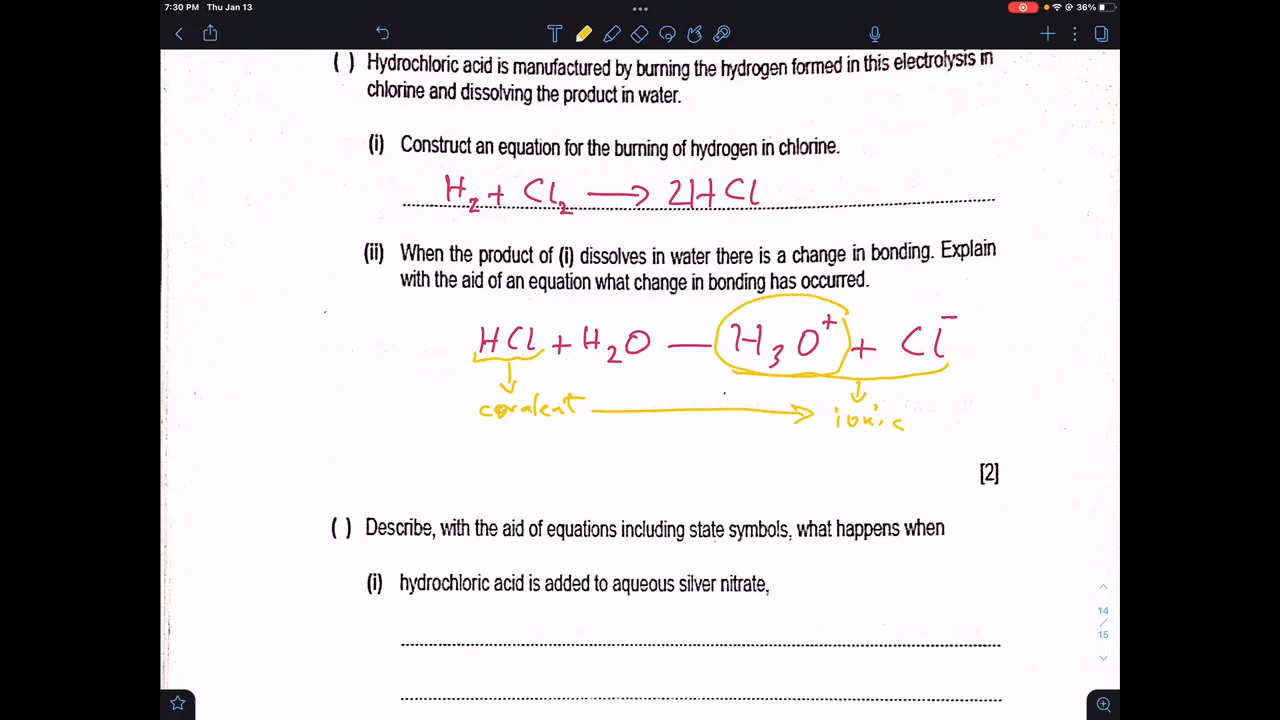 7:30 PM Thu Jan 13
36%
( ) Hydrochloric acid is manufactured by burning the hydrogen formed in this electrolysis in
chlorine and dissolving the product in water.
(i) Construct an equation for the burning of hydrogen in chlorine.
H₂ + Cl₂ ⟶ 2HCl
(ii) When the product of (i) dissolves in water there is a change in bonding. Explain
with the aid of an equation what change in bonding has occurred.
HCl + H₂O — H₃O⁺ + Cl⁻
covalent ⟶ ionic
[2]
( ) Describe, with the aid of equations including state symbols, what happens when
(i) hydrochloric acid is added to aqueous silver nitrate,
14
/
15